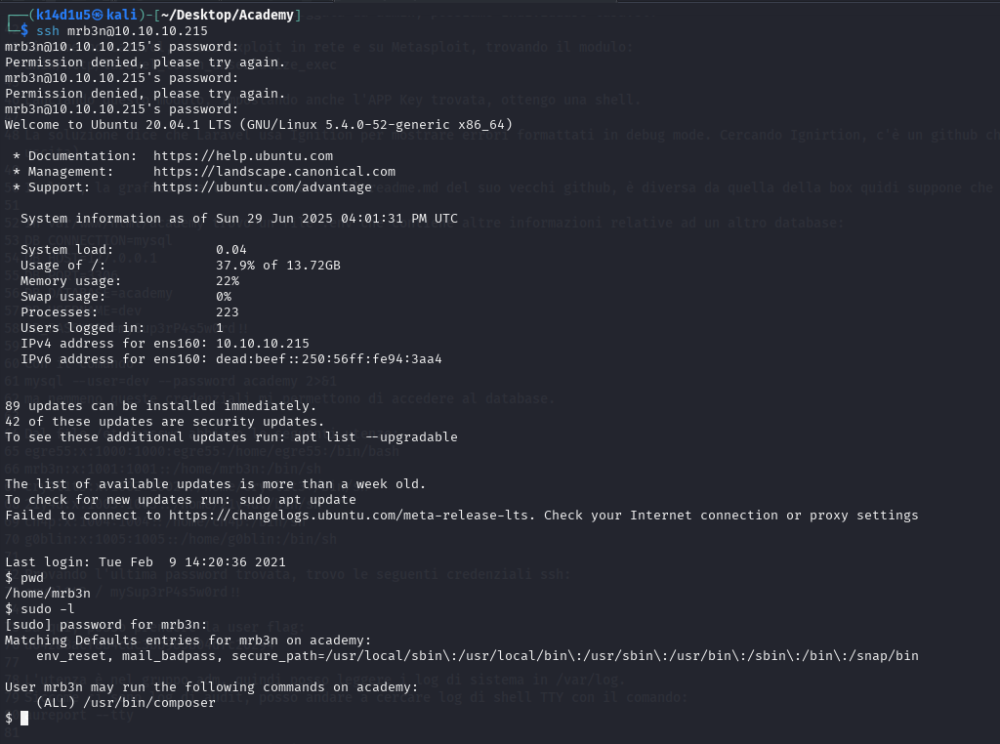 ┌──(k14d1u5㉿kali)-[~/Desktop/Academy]
└─$ ssh mrb3n@10.10.10.215
mrb3n@10.10.10.215's password:
Permission denied, please try again.
mrb3n@10.10.10.215's password:
Permission denied, please try again.
mrb3n@10.10.10.215's password:
Welcome to Ubuntu 20.04.1 LTS (GNU/Linux 5.4.0-52-generic x86_64)
* Documentation: https://help.ubuntu.com
* Management: https://landscape.canonical.com
* Support: https://ubuntu.com/advantage
System information as of Sun 29 Jun 2025 04:01:31 PM UTC
System load: 0.04
Usage of /: 37.9% of 13.72GB
Memory usage: 22%
Swap usage: 0%
Processes: 223
Users logged in: 1
IPv4 address for ens160: 10.10.10.215
IPv6 address for ens160: dead:beef::250:56ff:fe94:3aa4
89 updates can be installed immediately.
42 of these updates are security updates.
To see these additional updates run: apt list --upgradable
The list of available updates is more than a week old.
To check for new updates run: sudo apt update
Failed to connect to https://changelogs.ubuntu.com/meta-release-lts. Check your Internet connection or proxy settings
Last login: Tue Feb 9 14:20:36 2021
$ pwd
/home/mrb3n
$ sudo -l
[sudo] password for mrb3n:
Matching Defaults entries for mrb3n on academy:
env_reset, mail_badpass, secure_path=/usr/local/sbin\:/usr/local/bin\:/usr/sbin\:/usr/bin\:/sbin\:/bin\:/snap/bin
User mrb3n may run the following commands on academy:
(ALL) /usr/bin/composer
$